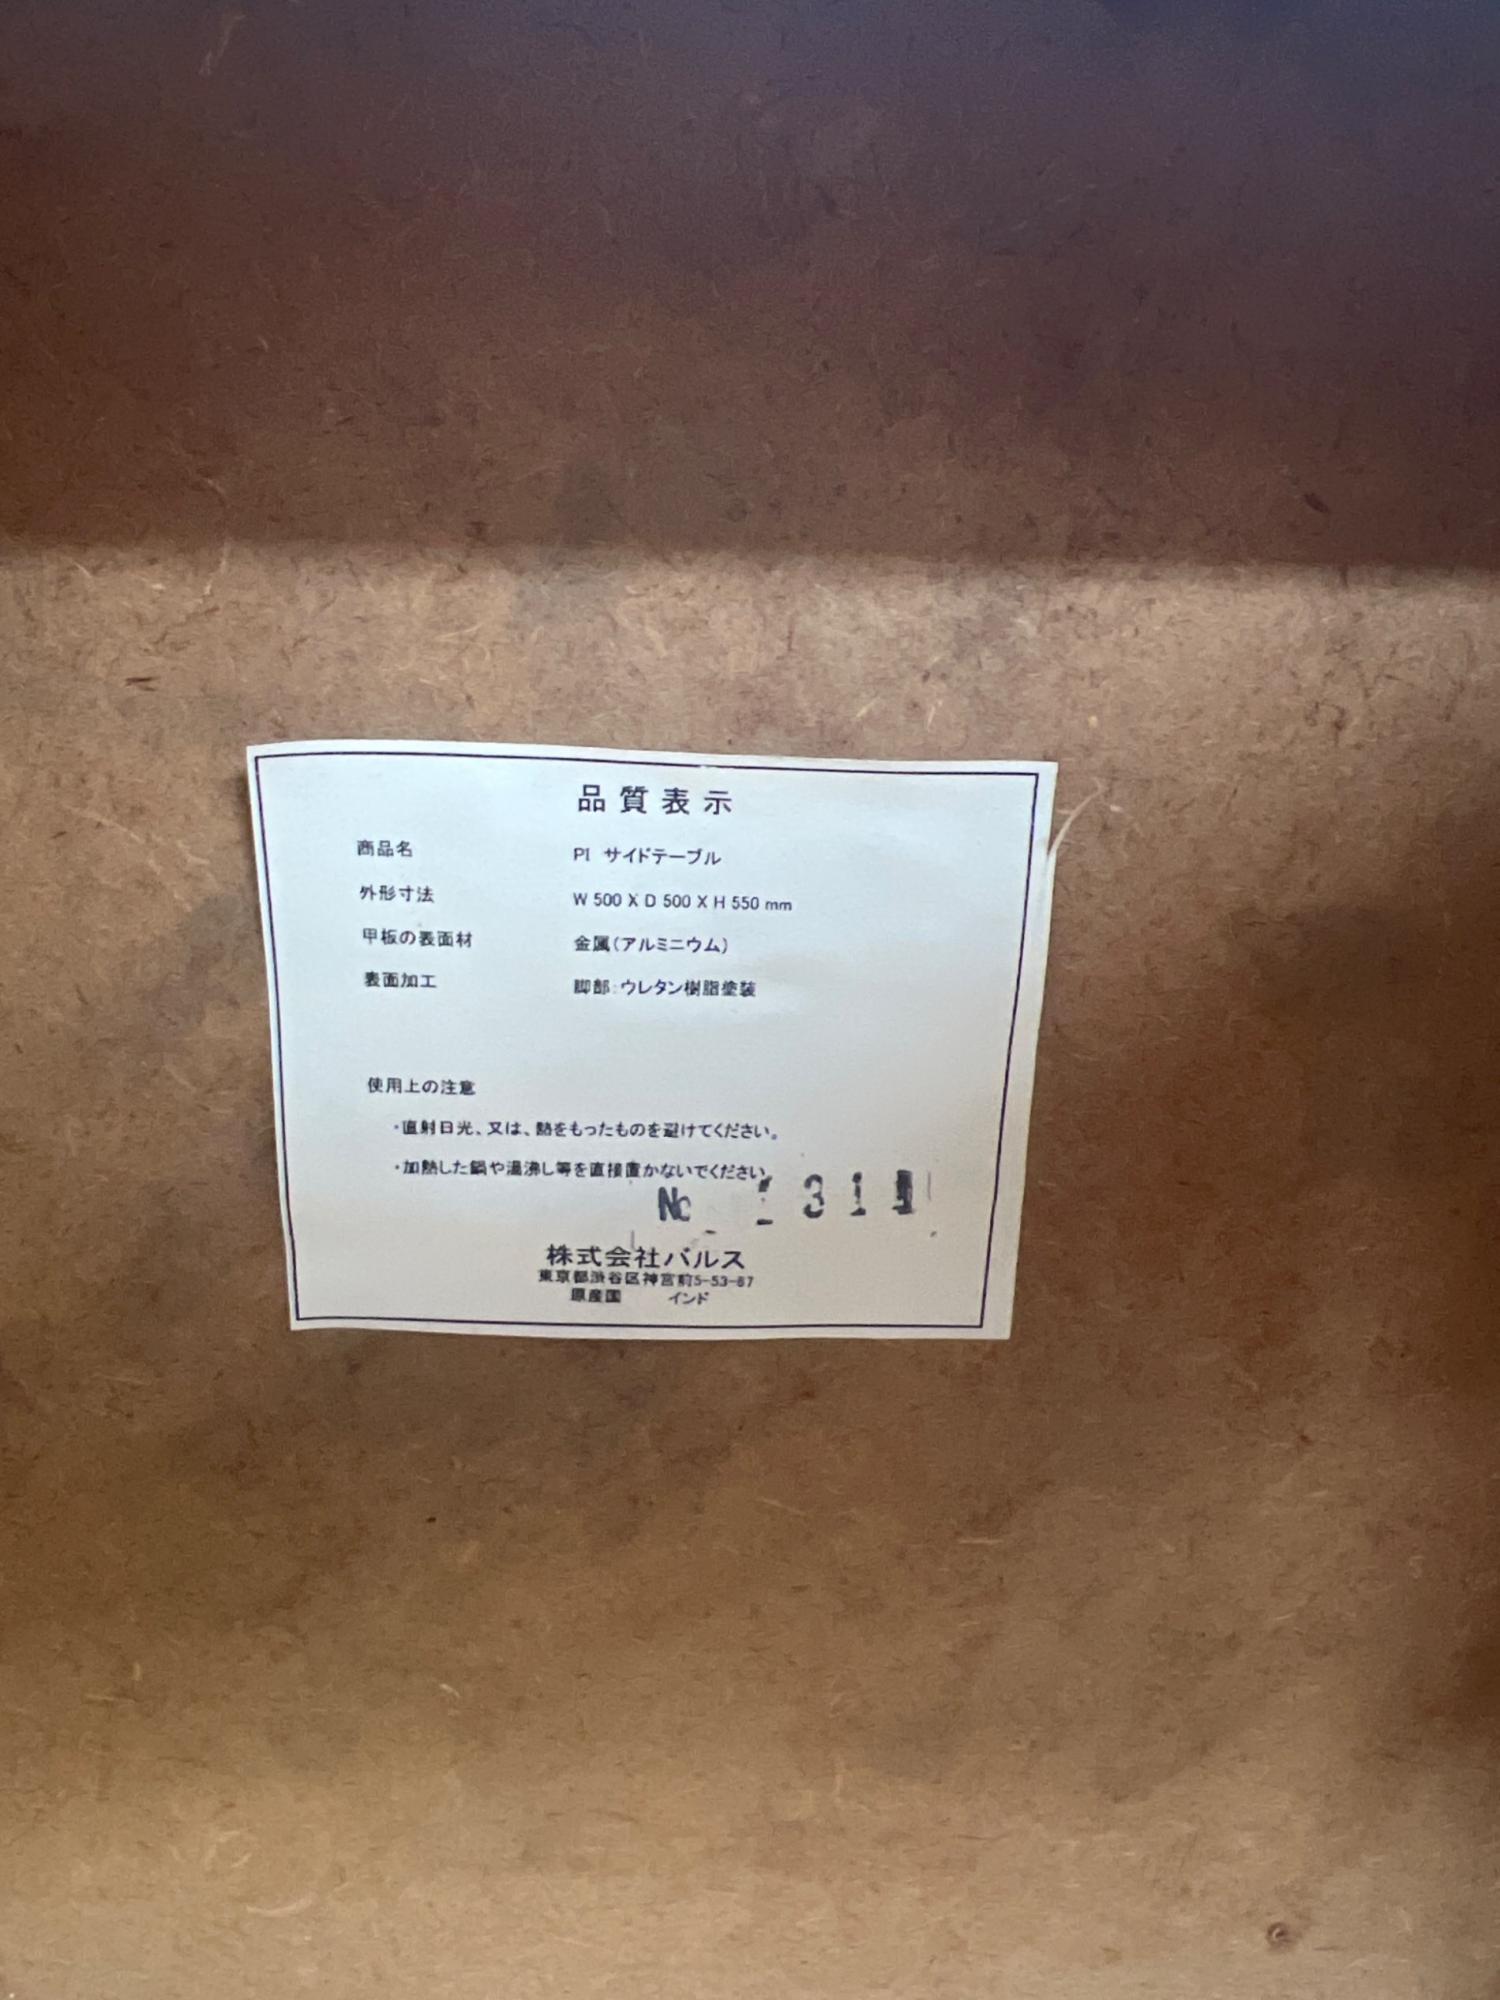 品質表示
商品名 PI サイドテーブル
外形寸法 W 500 X D 500 X H 550 mm
甲板の表面材 金属(アルミニウム)
表面加工 脚部:ウレタン樹脂塗装
使用上の注意
・直射日光、又は、熱をもったものを避けてください。
・加熱した鍋や湯沸し等を直接置かないでください。
No
株式会社バルス
東京都渋谷区神宮前5-53-67
原産国 インド